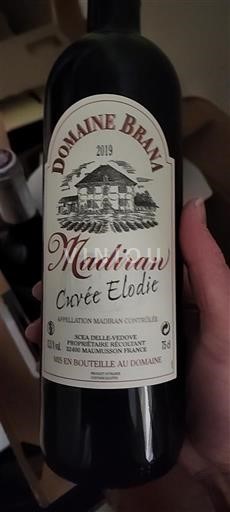 DOMAINE BRANA
2019
VINOU
Madiran
Cuvée Elodie
APPELLATION MADIRAN CONTRÔLÉE
SCEA DELLE-VEDOVE
PROPRIÉTAIRE RÉCOLTANT
32400 MAUMUSSON FRANCE
75 cl
MIS EN BOUTEILLE AU DOMAINE